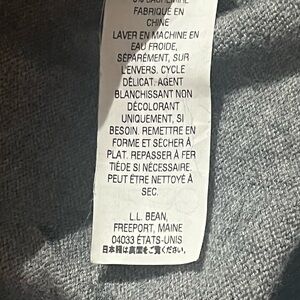 FABRIQUÉ EN
CHINE
LAVER EN MACHINE EN
EAU FROIDE,
SÉPARÉMENT, SUR
L'ENVERS, CYCLE
DÉLICAT. AGENT
BLANCHISSANT NON
DÉCOLORANT
UNIQUEMENT, SI
BESOIN. REMETTRE EN
FORME ET SÉCHER À
PLAT. REPASSER À FER
TIÈDE SI NÉCESSAIRE.
PEUT ÊTRE NETTOYÉ À
SEC.
L.L. BEAN,
FREEPORT, MAINE
04033 ÉTATS-UNIS
日本語は裏面をご覧ください。